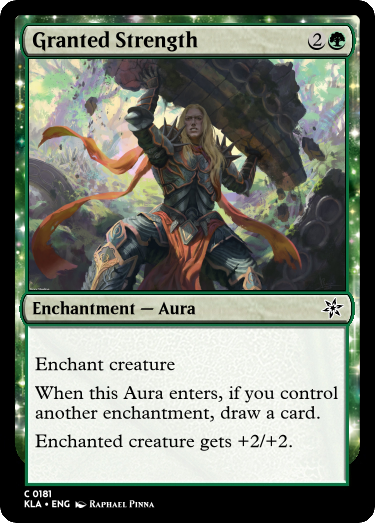 Granted Strength 2
Enchantment — Aura
Enchant creature
When this Aura enters, if you control
another enchantment, draw a card.
Enchanted creature gets +2/+2.
C 0181
KLA • ENG Raphael Pinna